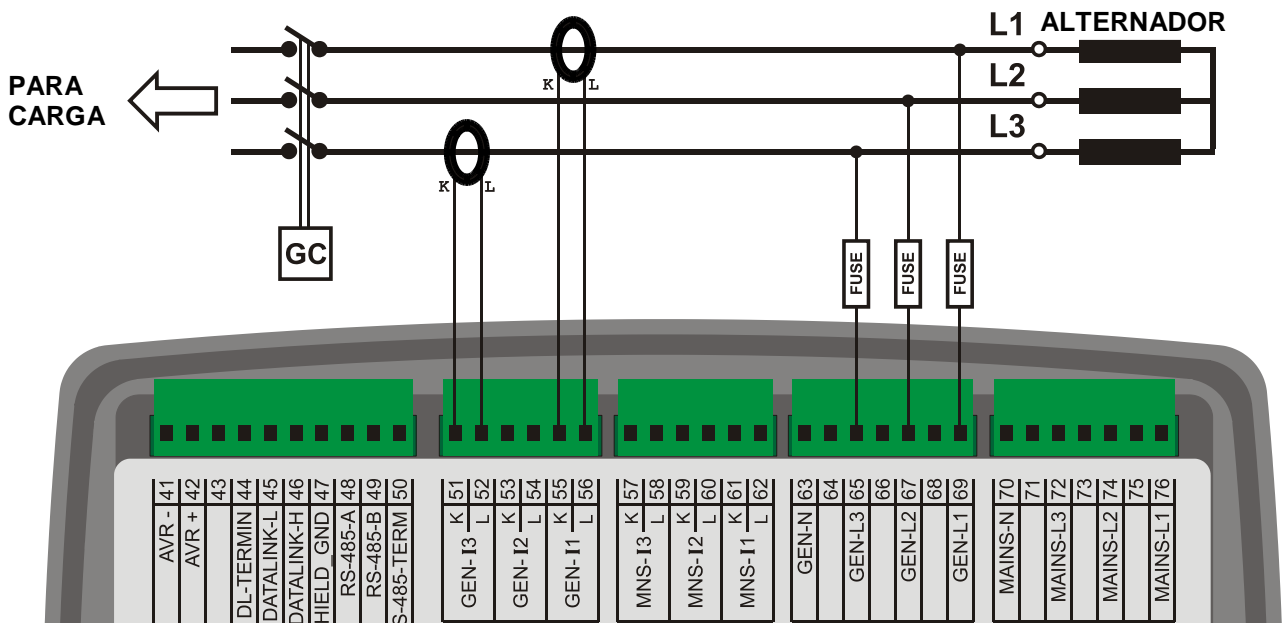 L1 ALTERNADOR
L2
L3
PARA
CARGA
K L
K L
GC
FUSE FUSE FUSE
41 42 43 44 45 46 47 48 49 50
AVR -
AVR +
DL-TERMIN
DATALINK-L
DATALINK-H
HIELD_GND
RS-485-A
RS-485-B
S-485-TERM
51 52 53 54 55 56
K L K L K L
GEN-I3
GEN-I2
GEN-I1
57 58 59 60 61 62
K L K L K L
MNS-I3
MNS-I2
MNS-I1
63 64 65 66 67 68 69
GEN-N
GEN-L3
GEN-L2
GEN-L1
70 71 72 73 74 75 76
MAINS-N
MAINS-L3
MAINS-L2
MAINS-L1